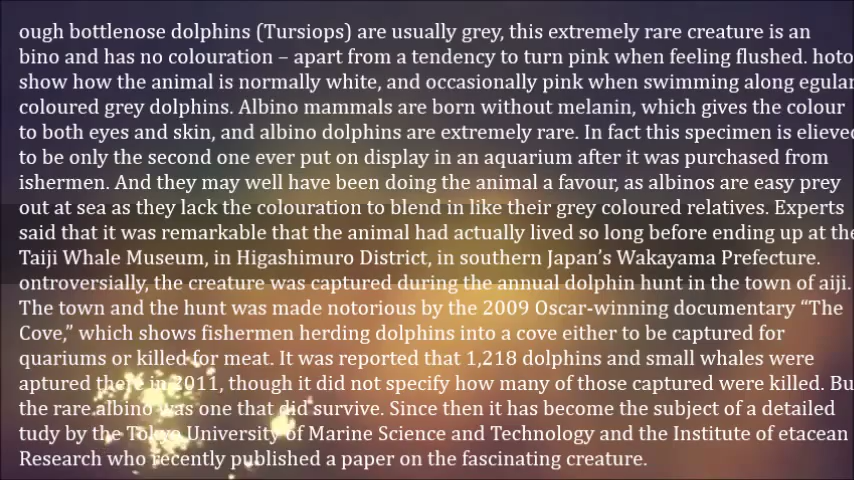 ough bottlenose dolphins (Tursiops) are usually grey, this extremely rare creature is an
bino and has no colouration – apart from a tendency to turn pink when feeling flushed. hoto
show how the animal is normally white, and occasionally pink when swimming along egular
coloured grey dolphins. Albino mammals are born without melanin, which gives the colour
to both eyes and skin, and albino dolphins are extremely rare. In fact this specimen is elieved
to be only the second one ever put on display in an aquarium after it was purchased from
ishermen. And they may well have been doing the animal a favour, as albinos are easy prey
out at sea as they lack the colouration to blend in like their grey coloured relatives. Experts
said that it was remarkable that the animal had actually lived so long before ending up at the
Taiji Whale Museum, in Higashimuro District, in southern Japan’s Wakayama Prefecture.
ontroversially, the creature was captured during the annual dolphin hunt in the town of aiji.
The town and the hunt was made notorious by the 2009 Oscar-winning documentary “The
Cove,” which shows fishermen herding dolphins into a cove either to be captured for
quariums or killed for meat. It was reported that 1,218 dolphins and small whales were
aptured there in 2011, though it did not specify how many of those captured were killed. Bu
the rare albino was one that did survive. Since then it has become the subject of a detailed
tudy by the Tokyo University of Marine Science and Technology and the Institute of etacean
Research who recently published a paper on the fascinating creature.